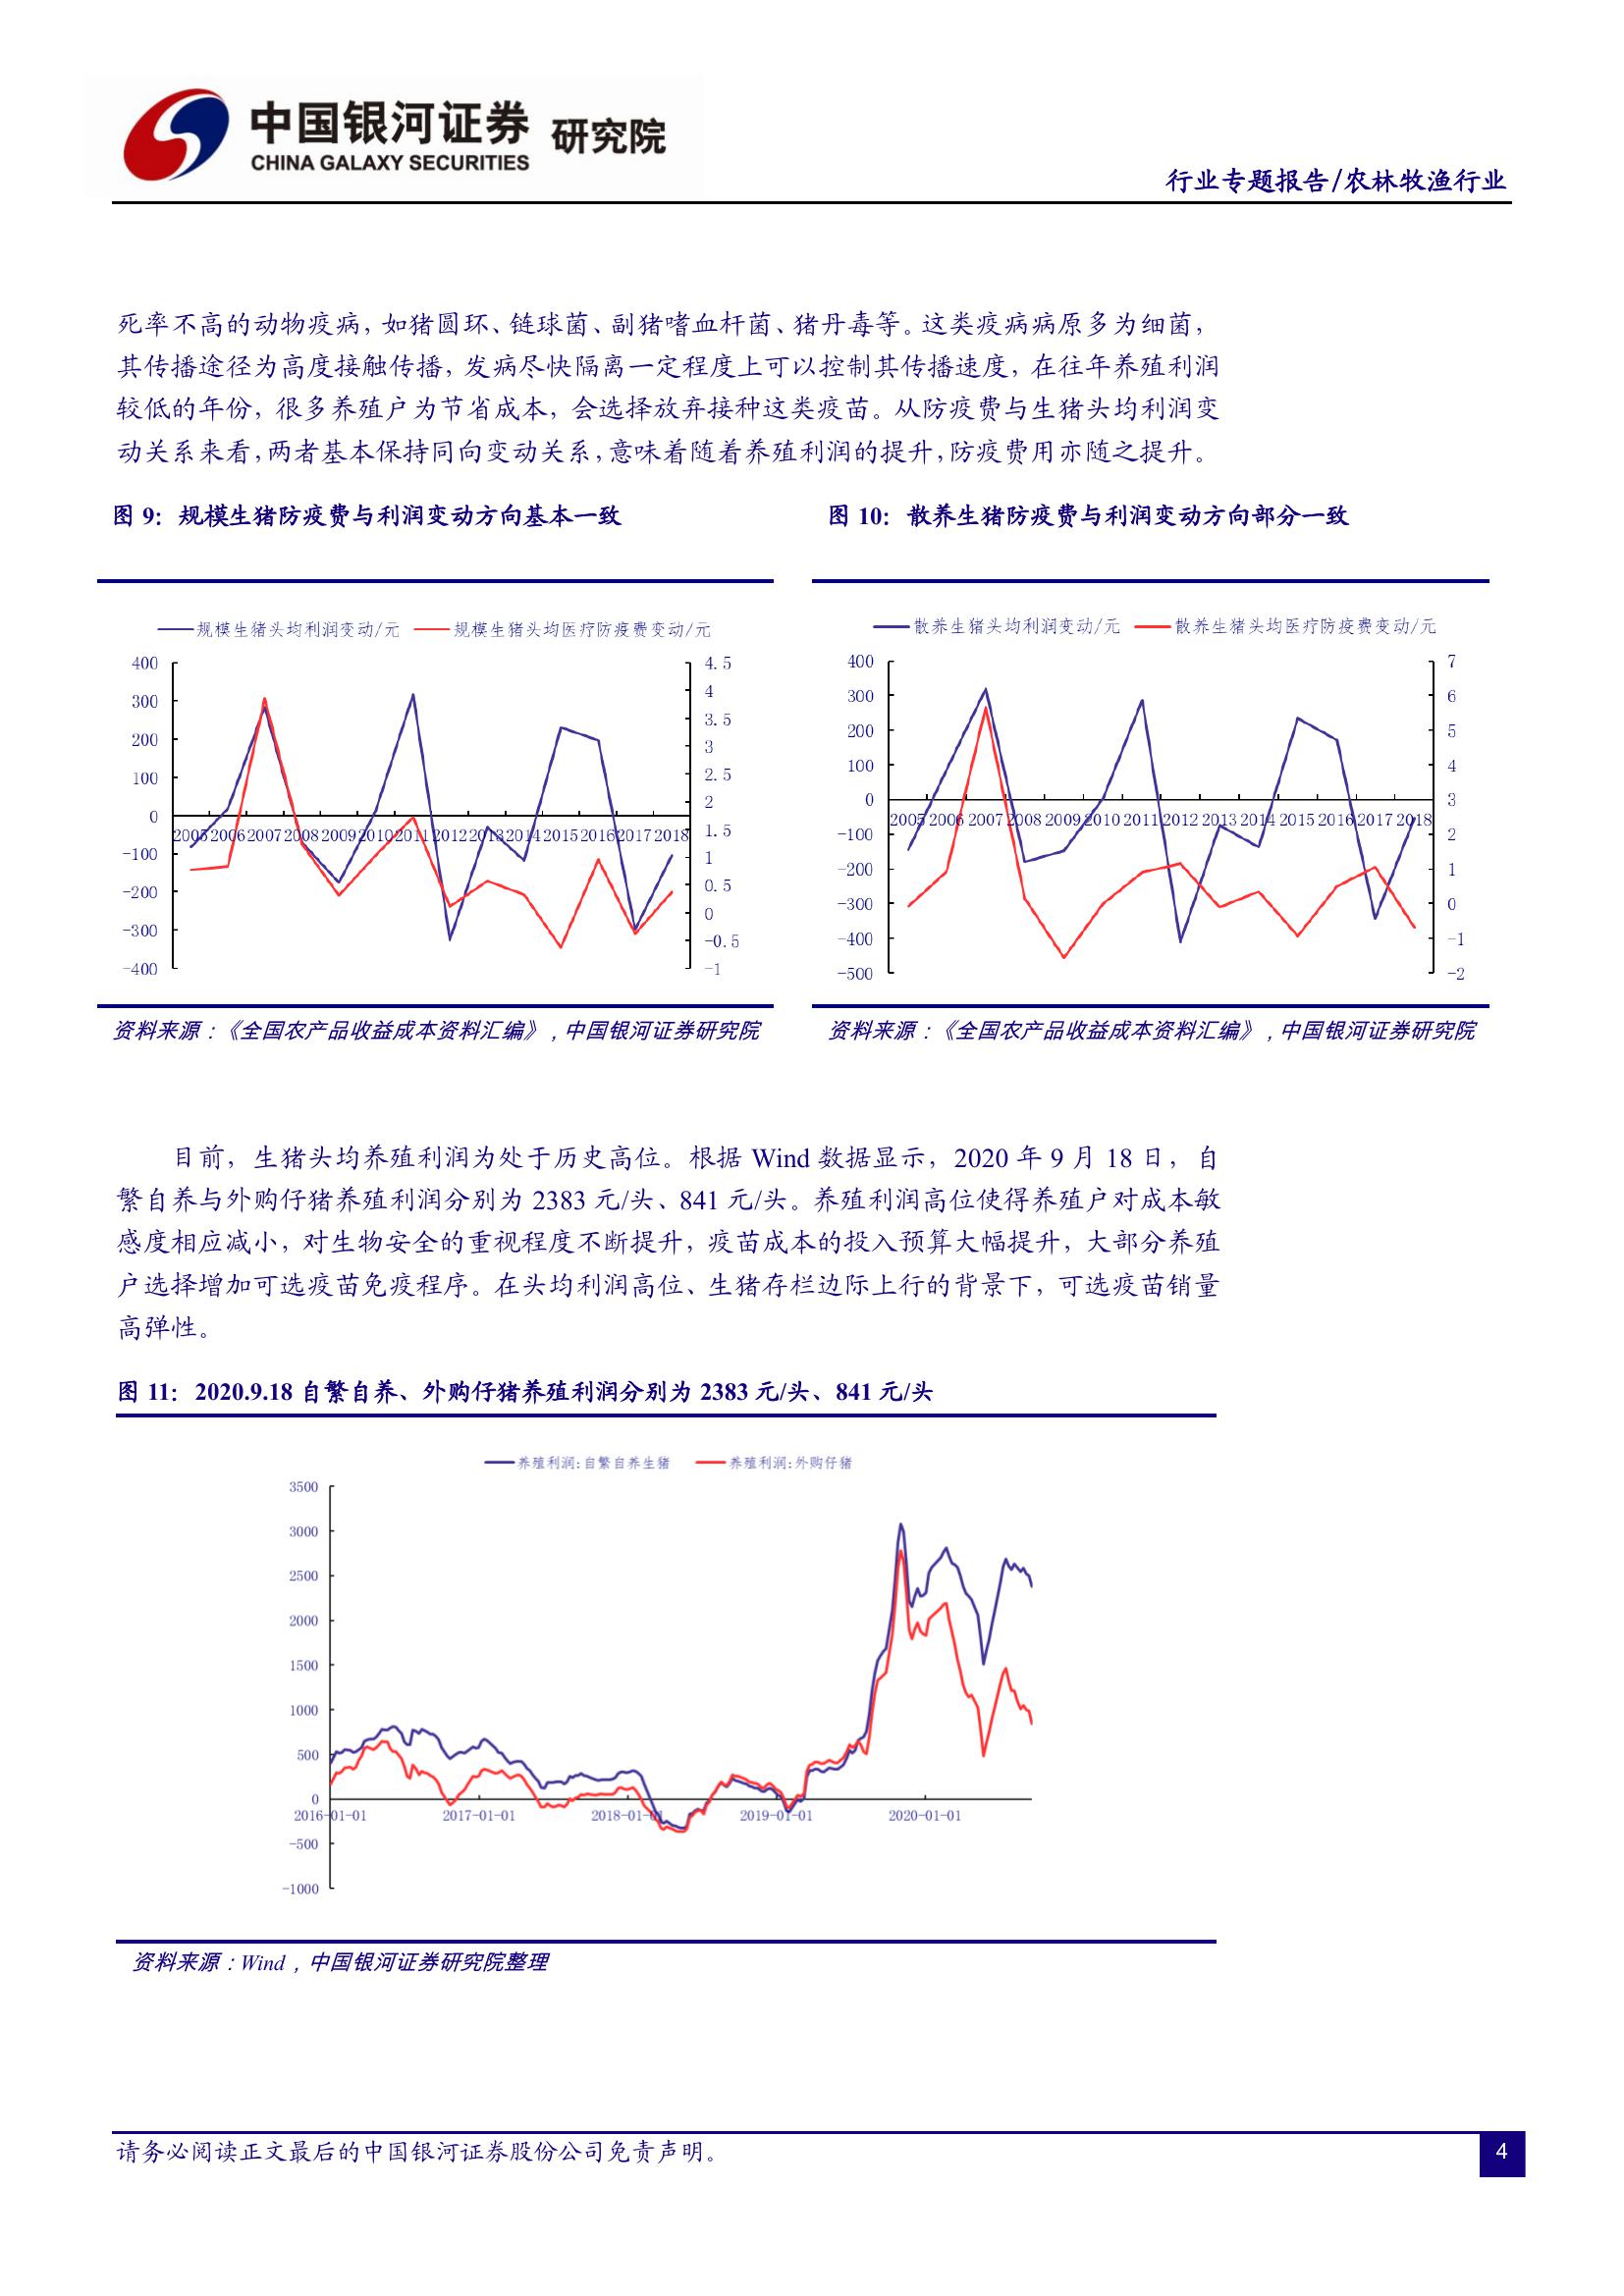 中国银河证券 研究院
CHINA GALAXY SECURITIES
行业专题报告/农林牧渔行业
死率不高的动物疫病，如猪圆环、链球菌、副猪嗜血杆菌、猪丹毒等。这类疫病病原多为细菌，
其传播途径为高度接触传播，发病尽快隔离一定程度上可以控制其传播速度，在往年养殖利润
较低的年份，很多养殖户为节省成本，会选择放弃接种这类疫苗。从防疫费与生猪头均利润变
动关系来看，两者基本保持同向变动关系，意味着随着养殖利润的提升，防疫费用亦随之提升。
图 9：规模生猪防疫费与利润变动方向基本一致
规模生猪头均利润变动/元 规模生猪头均医疗防疫费变动/元
400
300
200
100
0
-100
-200
-300
-400
4.5
4
3.5
3
2.5
2
1.5
1
0.5
0
-0.5
-1
2005 2006 2007 2008 2009 2010 2011 2012 2013 2014 2015 2016 2017 2018
资料来源：《全国农产品收益成本资料汇编》，中国银河证券研究院
图 10：散养生猪防疫费与利润变动方向部分一致
散养生猪头均利润变动/元 散养生猪头均医疗防疫费变动/元
400
300
200
100
0
-100
-200
-300
-400
-500
7
6
5
4
3
2
1
0
-1
-2
2005 2006 2007 2008 2009 2010 2011 2012 2013 2014 2015 2016 2017 2018
资料来源：《全国农产品收益成本资料汇编》，中国银河证券研究院
目前，生猪头均养殖利润为处于历史高位。根据 Wind 数据显示，2020 年 9 月 18 日，自
繁自养与外购仔猪养殖利润分别为 2383 元/头、841 元/头。养殖利润高位使得养殖户对成本敏
感度相应减小，对生物安全的重视程度不断提升，疫苗成本的投入预算大幅提升，大部分养殖
户选择增加可选疫苗免疫程序。在头均利润高位、生猪存栏边际上行的背景下，可选疫苗销量
高弹性。
图 11：2020.9.18 自繁自养、外购仔猪养殖利润分别为 2383 元/头、841 元/头
养殖利润:自繁自养生猪 养殖利润:外购仔猪
3500
3000
2500
2000
1500
1000
500
0
-500
-1000
2016-01-01 2017-01-01 2018-01-01 2019-01-01 2020-01-01
资料来源：Wind，中国银河证券研究院整理
请务必阅读正文最后的中国银河证券股份公司免责声明。
4